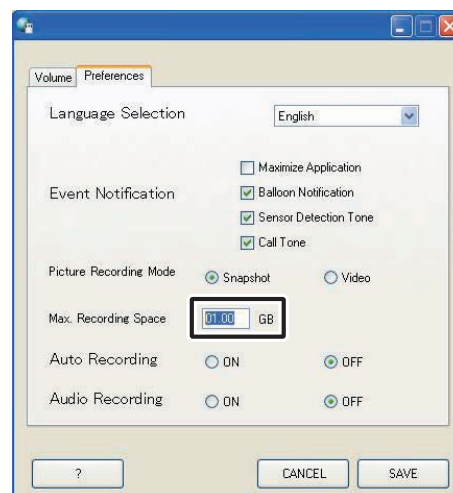 Volume Preferences
Language Selection English
Maximize Application
Event Notification Balloon Notification
Sensor Detection Tone
Call Tone
Picture Recording Mode Snapshot Video
Max. Recording Space 01.00 GB
Auto Recording ON OFF
Audio Recording ON OFF
? CANCEL SAVE